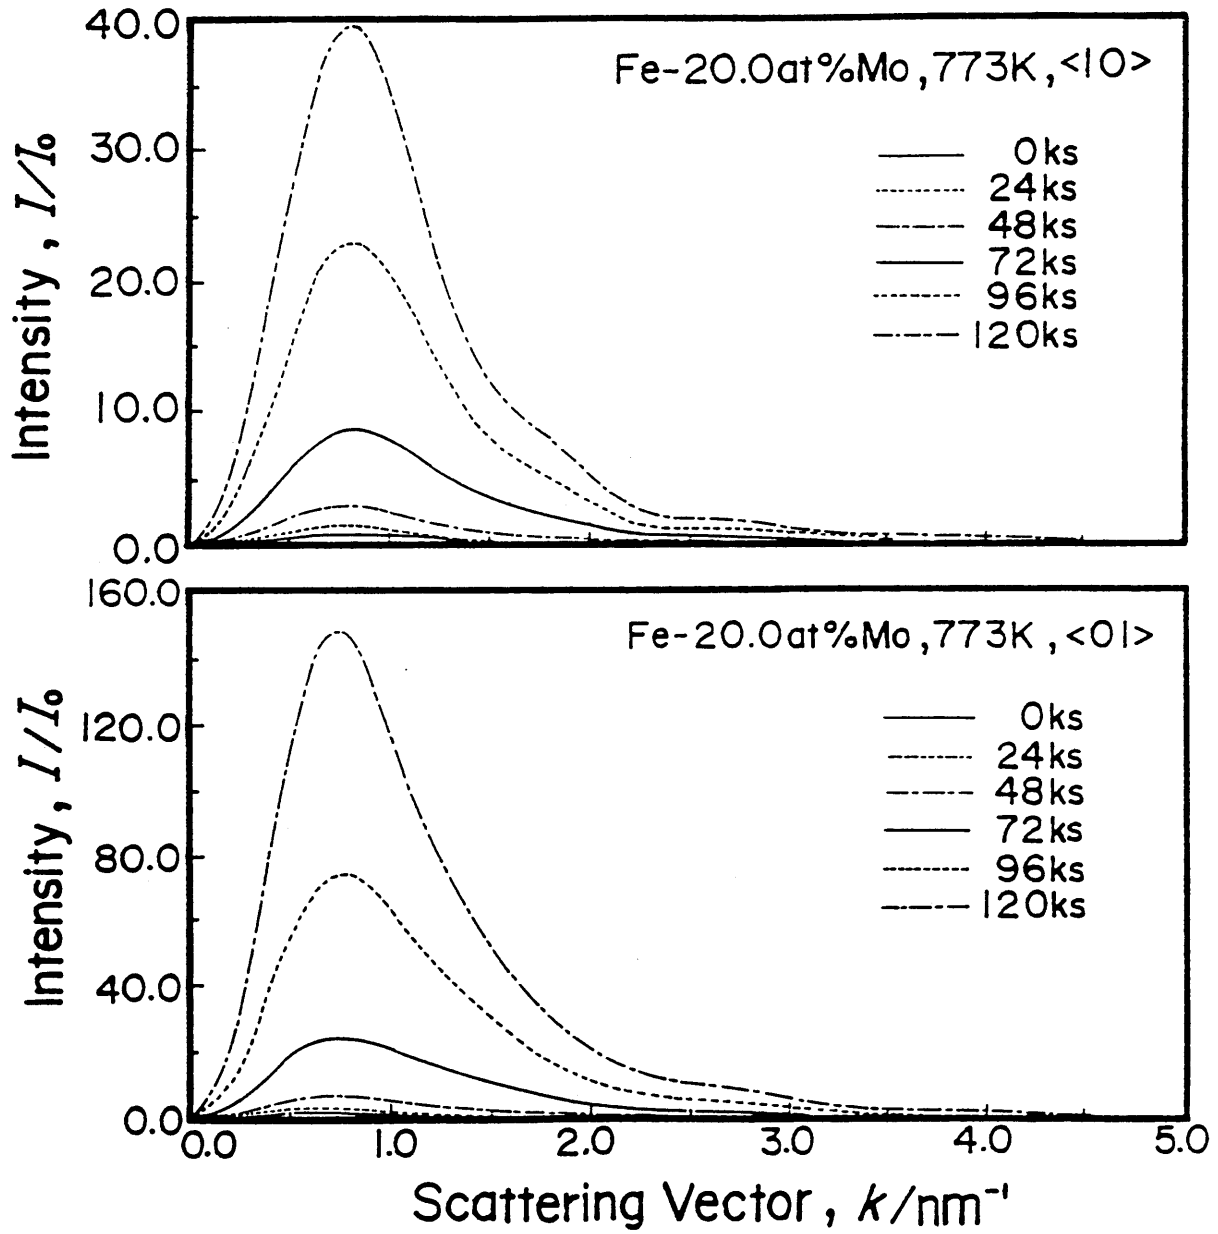 40.0
30.0
20.0
10.0
0.0
Intensity, I/I₀
Fe-20.0at%Mo,773K,<10>
0ks
24ks
48ks
72ks
96ks
120ks
160.0
120.0
80.0
40.0
0.0
Intensity, I/I₀
Fe-20.0at%Mo,773K,<01>
0ks
24ks
48ks
72ks
96ks
120ks
0.0 1.0 2.0 3.0 4.0 5.0
Scattering Vector, k/nm⁻¹